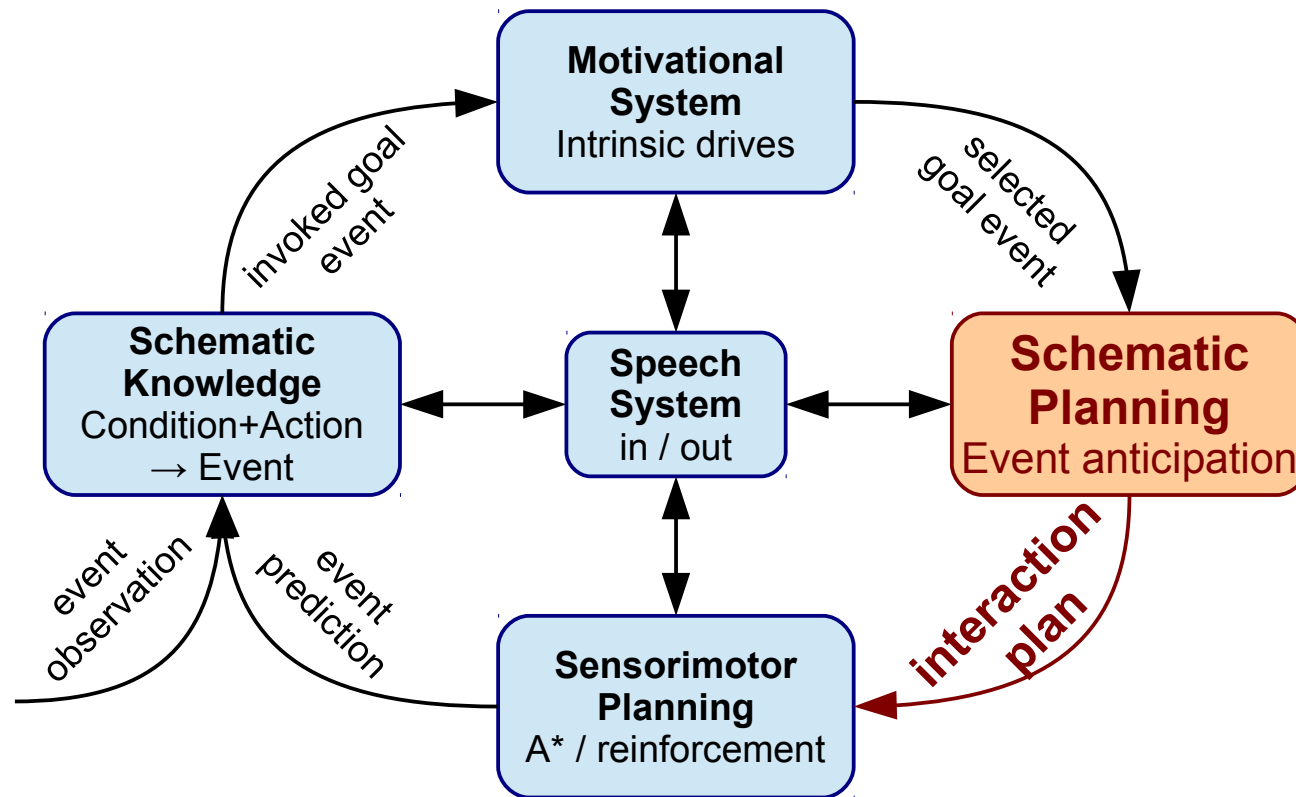 Motivational
System
Intrinsic drives
invoked goal
event
selected
goal event
Schematic
Knowledge
Condition+Action
→ Event
Speech
System
in / out
Schematic
Planning
Event anticipation
event
observation
event
prediction
interaction
plan
Sensorimotor
Planning
A* / reinforcement